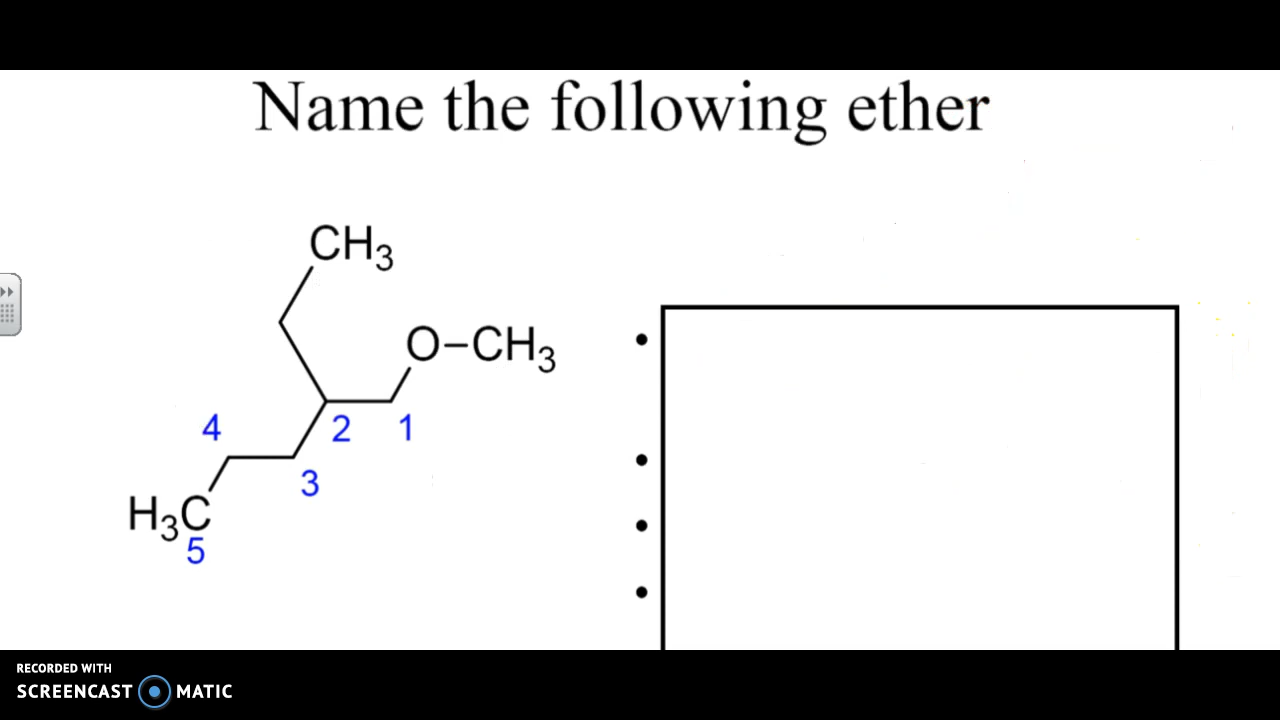 Name the following ether
CH3
O–CH3
4
2
1
3
H3C
5
RECORDED WITH
SCREENCAST MATIC